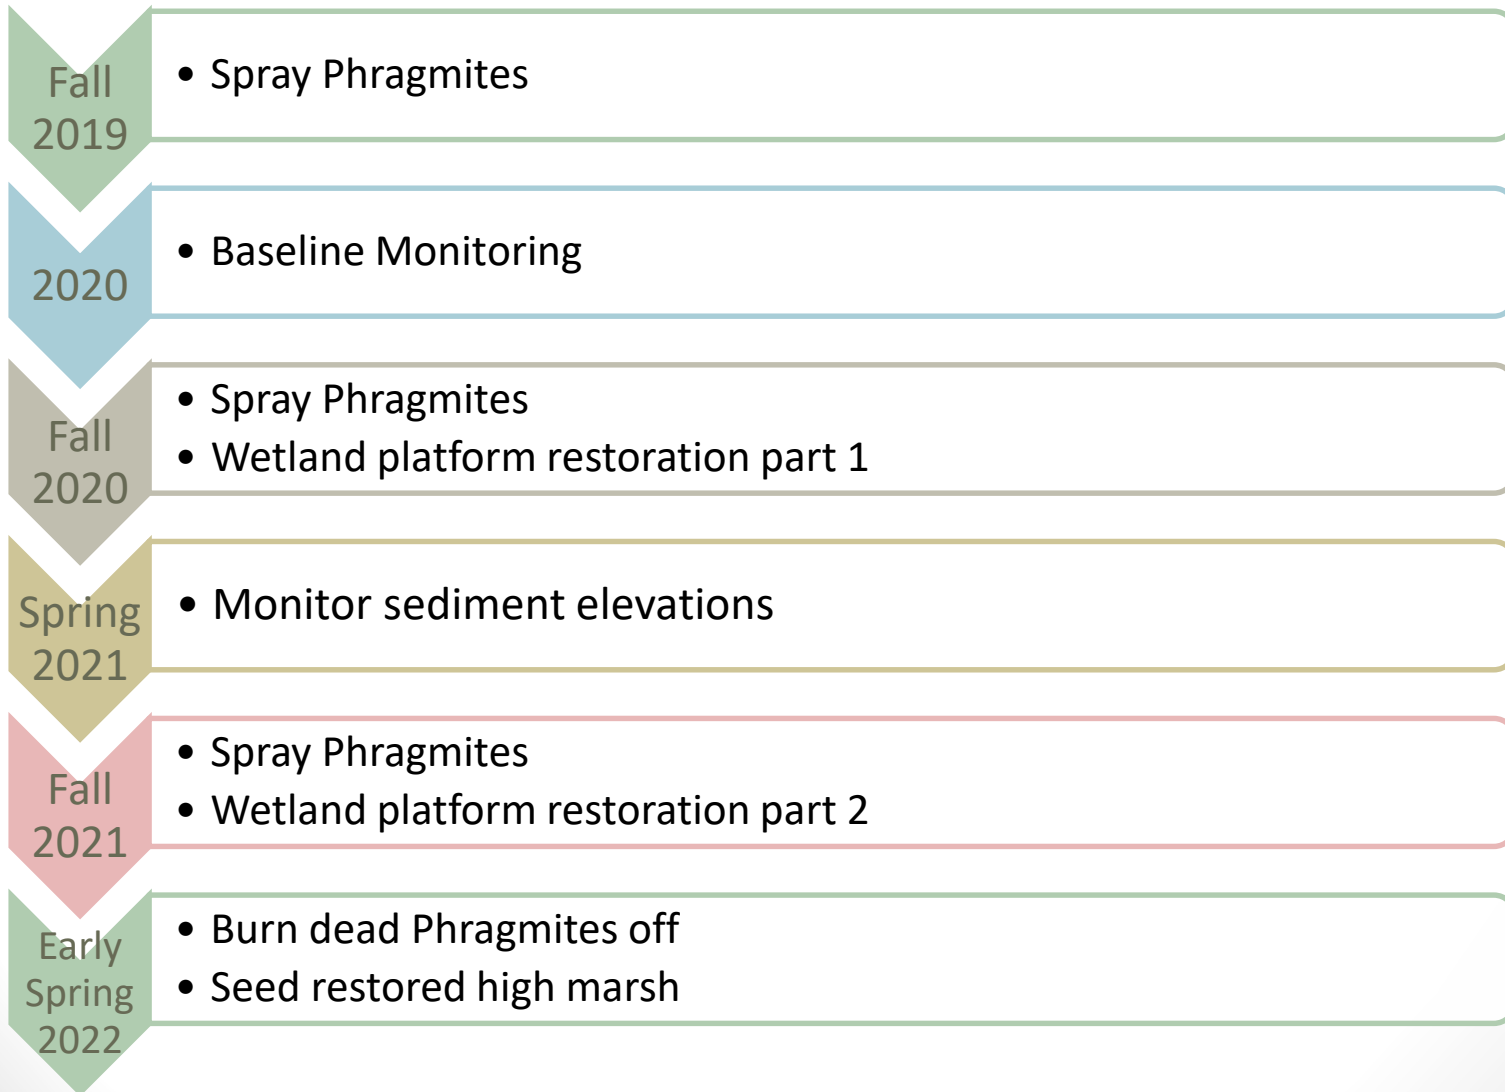 Fall
2019
• Spray Phragmites
2020
• Baseline Monitoring
Fall
2020
• Spray Phragmites
• Wetland platform restoration part 1
Spring
2021
• Monitor sediment elevations
Fall
2021
• Spray Phragmites
• Wetland platform restoration part 2
Early
Spring
2022
• Burn dead Phragmites off
• Seed restored high marsh